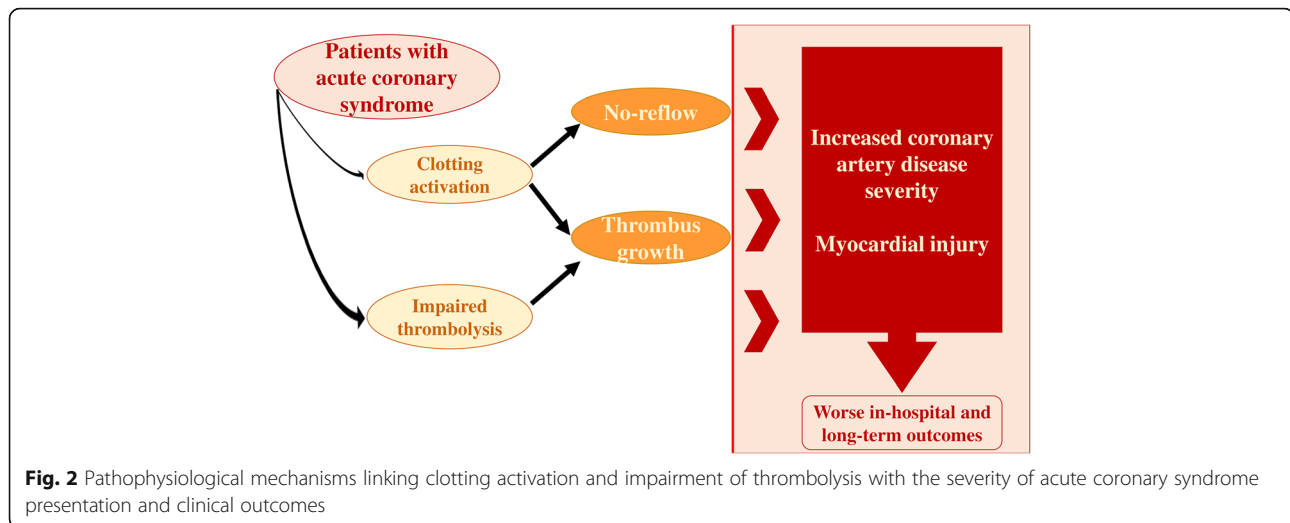 Patients with
acute coronary
syndrome
No-reflow
Clotting
activation
Thrombus
growth
Impaired
thrombolysis
Increased coronary
artery disease
severity
Myocardial injury
Worse in-hospital and
long-term outcomes
Fig. 2 Pathophysiological mechanisms linking clotting activation and impairment of thrombolysis with the severity of acute coronary syndrome
presentation and clinical outcomes